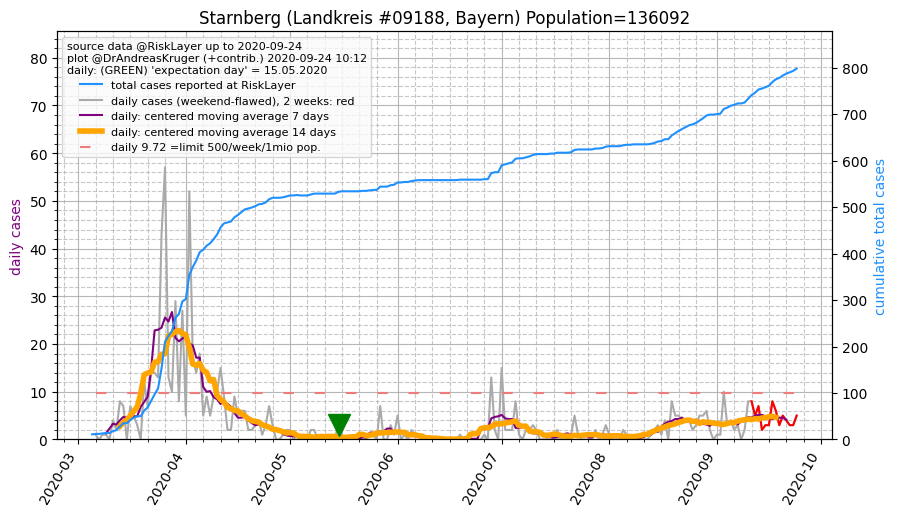 Starnberg (Landkreis #09188, Bayern) Population=136092
source data @RiskLayer up to 2020-09-24
plot @DrAndreasKruger (+contrib.) 2020-09-24 10:12
daily: (GREEN) 'expectation day' = 15.05.2020
total cases reported at RiskLayer
daily cases (weekend-flawed), 2 weeks: red
daily: centered moving average 7 days
daily: centered moving average 14 days
daily 9.72 =limit 500/week/1mio pop.
daily cases
80
70
60
50
40
30
20
10
0
cumulative total cases
800
700
600
500
400
300
200
100
0
2020-03
2020-04
2020-05
2020-06
2020-07
2020-08
2020-09
2020-10